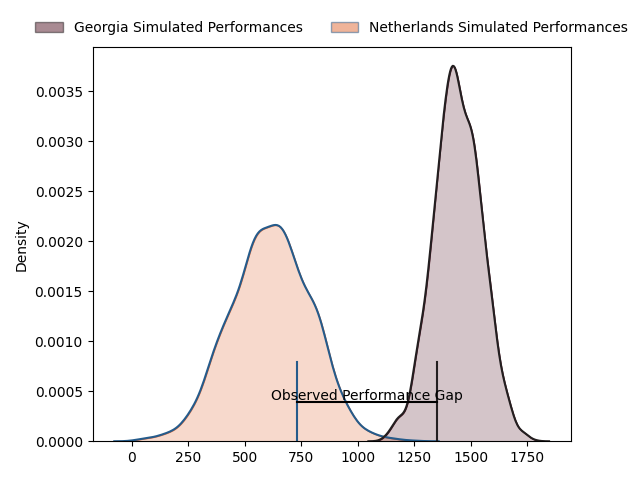 Georgia Simulated Performances Netherlands Simulated Performances
0.0035
0.0030
0.0025
0.0020
0.0015
0.0010
0.0005
0.0000
Density
Observed Performance Gap
0 250 500 750 1000 1250 1500 1750